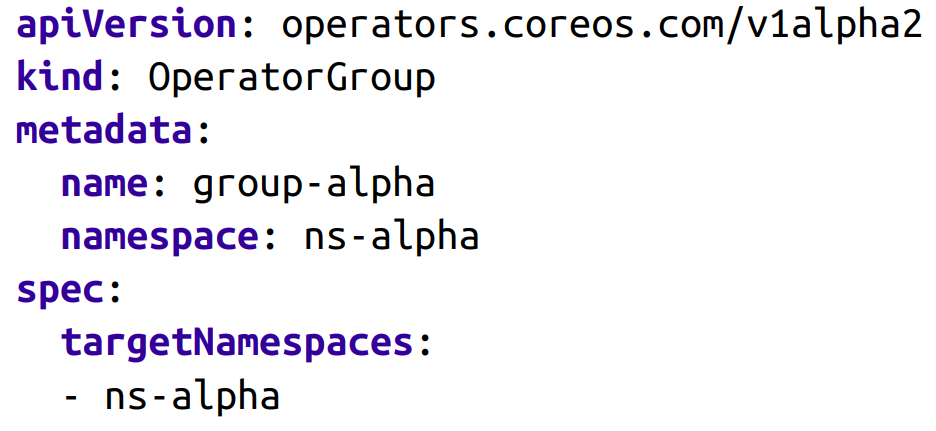 apiVersion: operators.coreos.com/v1alpha2
kind: OperatorGroup
metadata:
  name: group-alpha
  namespace: ns-alpha
spec:
  targetNamespaces:
  - ns-alpha